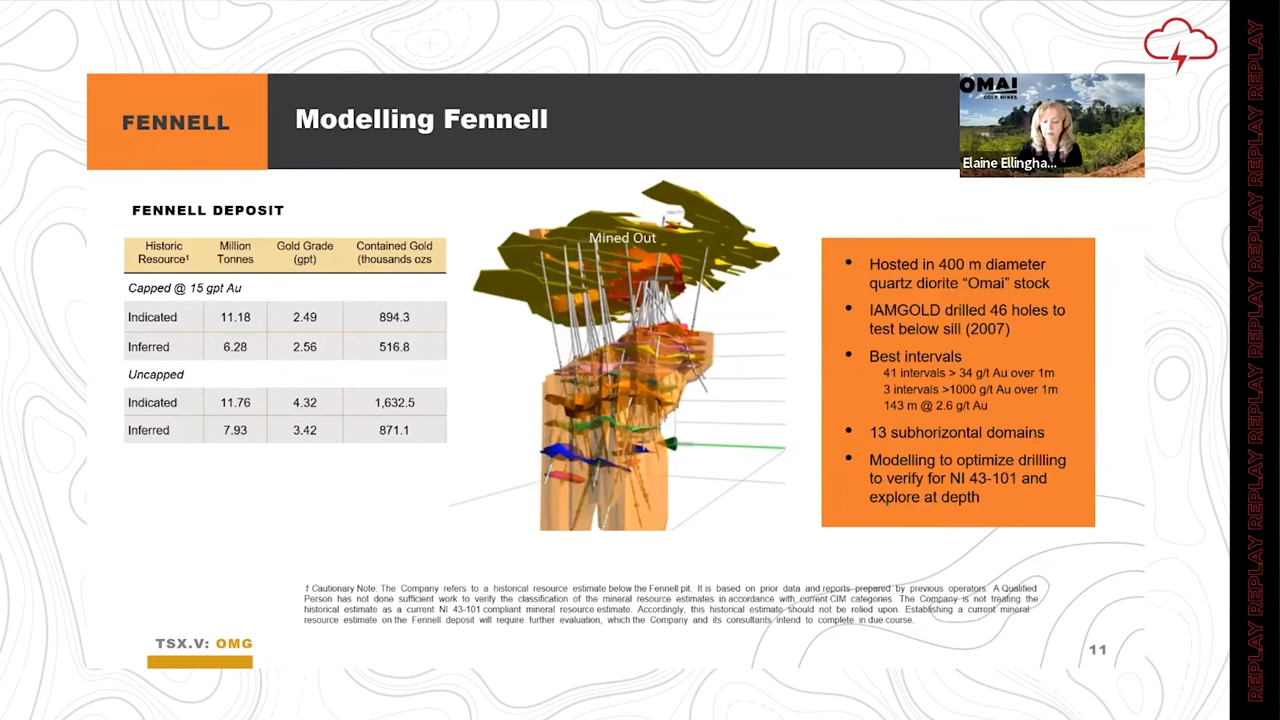 FENNELL
Modelling Fennell
OMAI
GOLD MINES
Elaine Ellingha...
FENNELL DEPOSIT
Historic Resource¹ Million Tonnes Gold Grade (gpt) Contained Gold (thousands ozs
Capped @ 15 gpt Au
Indicated 11.18 2.49 894.3
Inferred 6.28 2.56 516.8
Uncapped
Indicated 11.76 4.32 1,632.5
Inferred 7.93 3.42 871.1
Mined Out
• Hosted in 400 m diameter
quartz diorite “Omai” stock
• IAMGOLD drilled 46 holes to
test below sill (2007)
• Best intervals
41 intervals > 34 g/t Au over 1m
3 intervals >1000 g/t Au over 1m
143 m @ 2.6 g/t Au
• 13 subhorizontal domains
• Modelling to optimize drillling
to verify for NI 43-101 and
explore at depth
1 Cautionary Note: The Company refers to a historical resource estimate below the Fennell pit. It is based on prior data and reports prepared by previous operators. A Qualified
Person has not done sufficient work to verify the classification of the mineral resource estimates in accordance with current CIM categories. The Company is not treating the
historical estimate as a current NI 43-101 compliant mineral resource estimate. Accordingly, this historical estimate should not be relied upon. Establishing a current mineral
resource estimate on the Fennell deposit will require further evaluation, which the Company and its consultants intend to complete in due course.
TSX.V: OMG
11
REPLAY REPLAY REPLAY REPLAY REPLAY REPLAY REPLAY REPLAY REPLAY